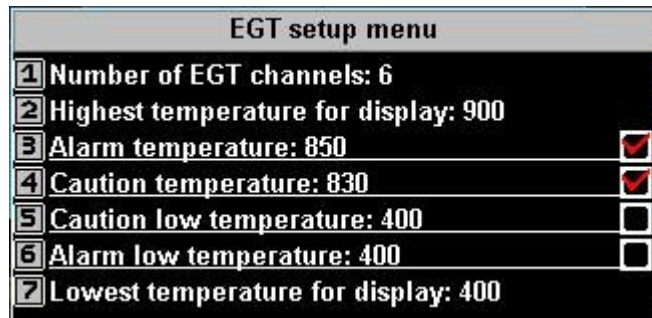 EGT setup menu
1 Number of EGT channels: 6
2 Highest temperature for display: 900
3 Alarm temperature: 850
4 Caution temperature: 830
5 Caution low temperature: 400
6 Alarm low temperature: 400
7 Lowest temperature for display: 400